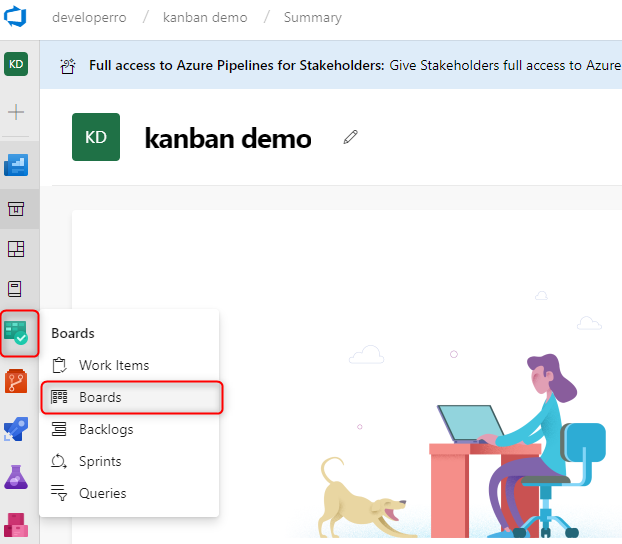 developerro / kanban demo / Summary
KD
Full access to Azure Pipelines for Stakeholders: Give Stakeholders full access to Azure
KD
kanban demo
Boards
Work Items
Boards
Backlogs
Sprints
Queries